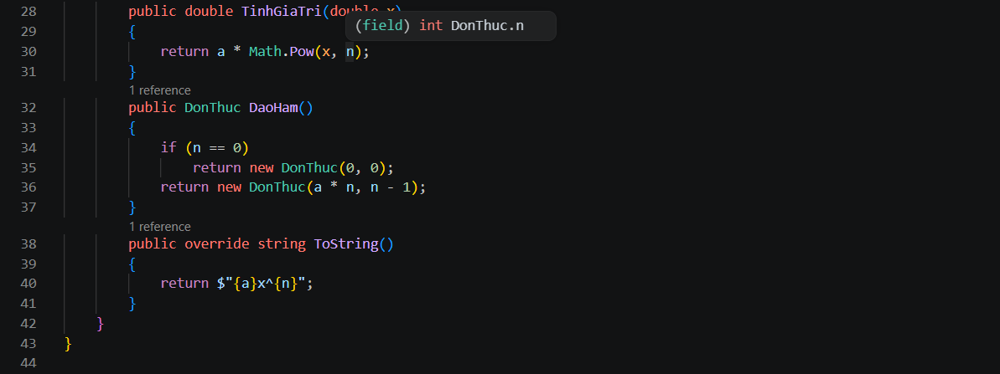 28 public double TinhGiaTri(double x)
(field) int DonThuc.n
29 {
30 return a * Math.Pow(x, n);
31 }
1 reference
32 public DonThuc DaoHam()
33 {
34 if (n == 0)
35 return new DonThuc(0, 0);
36 return new DonThuc(a * n, n - 1);
37 }
1 reference
38 public override string ToString()
39 {
40 return $"{a}x^{n}";
41 }
42 }
43 }
44